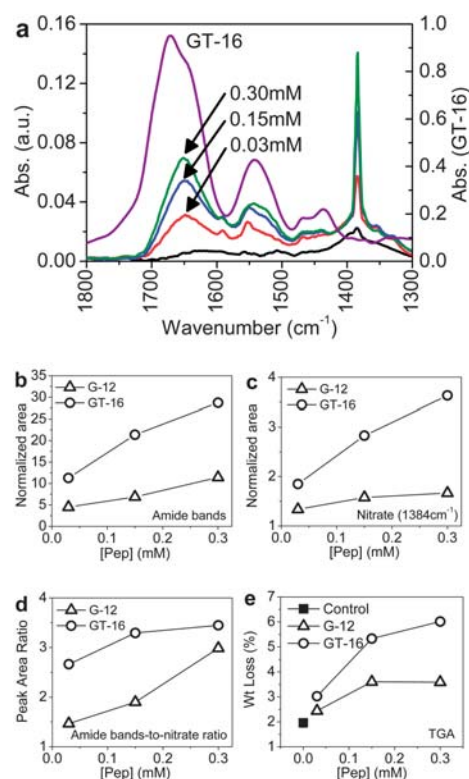 a
GT-16
0.30mM
0.15mM
0.03mM
Abs. (a.u.)
0.16
0.12
0.08
0.04
0.00
Abs. (GT-16)
1.0
0.8
0.6
0.4
0.2
0.0
1800 1700 1600 1500 1400 1300
Wavenumber (cm⁻¹)
b
G-12
GT-16
Normalized area
35
30
25
20
15
10
5
0
0.0 0.1 0.2 0.3
[Pep] (mM)
Amide bands
c
G-12
GT-16
Normalized area
4
3
2
1
0.0 0.1 0.2 0.3
[Pep] (mM)
Nitrate (1384cm⁻¹)
d
G-12
GT-16
Peak Area Ratio
4
3
2
1
0.0 0.1 0.2 0.3
[Pep] (mM)
Amide bands-to-nitrate ratio
e
Control
G-12
GT-16
Wt Loss (%)
7
6
5
4
3
2
1
0.0 0.1 0.2 0.3
[Pep] (mM)
TGA